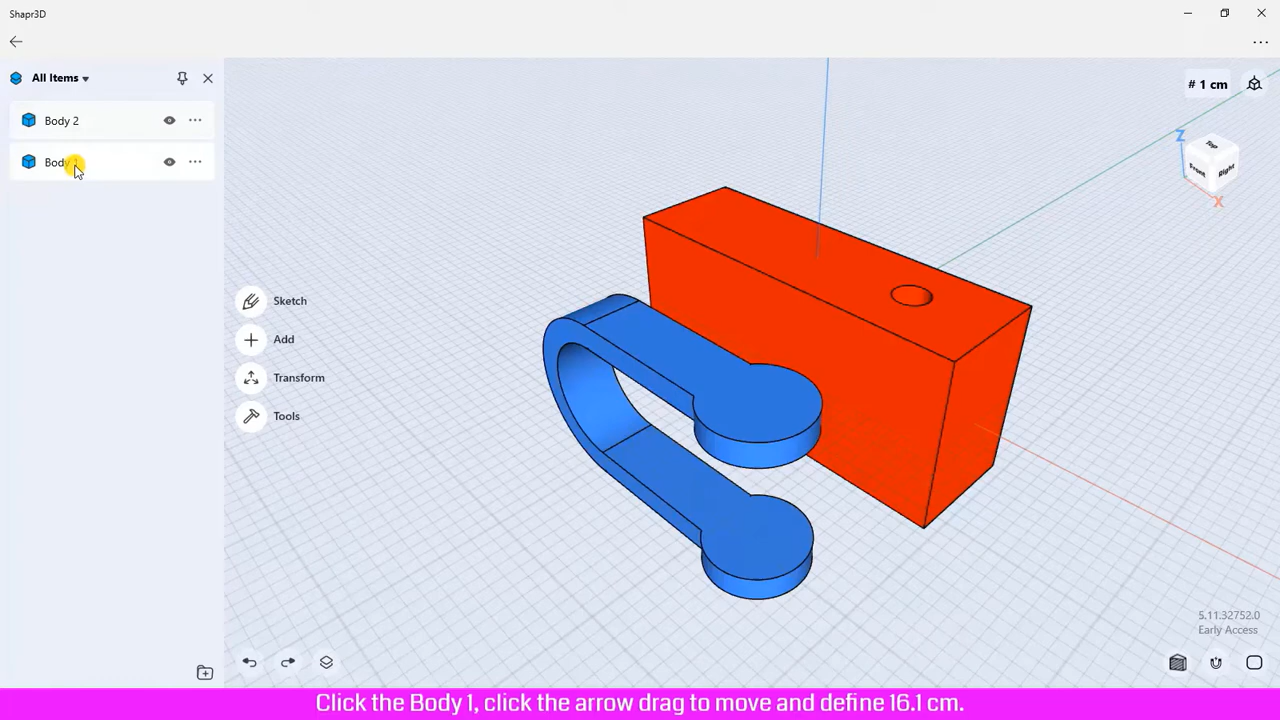 Shapr3D
All Items
Body 2
Body
# 1 cm
Z
Top
Front
Right
X
Sketch
Add
Transform
Tools
5.11.32752.0
Early Access
Click the Body 1, click the arrow drag to move and define 16.1 cm.